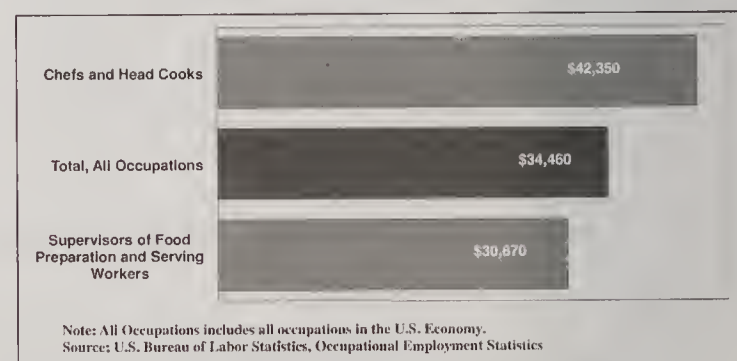 Chefs and Head Cooks
$42,350
Total, All Occupations
$34,460
Supervisors of Food
Preparation and Serving
Workers
$30,670
Note: All Occupations includes all occupations in the U.S. Economy.
Source: U.S. Bureau of Labor Statistics, Occupational Employment Statistics